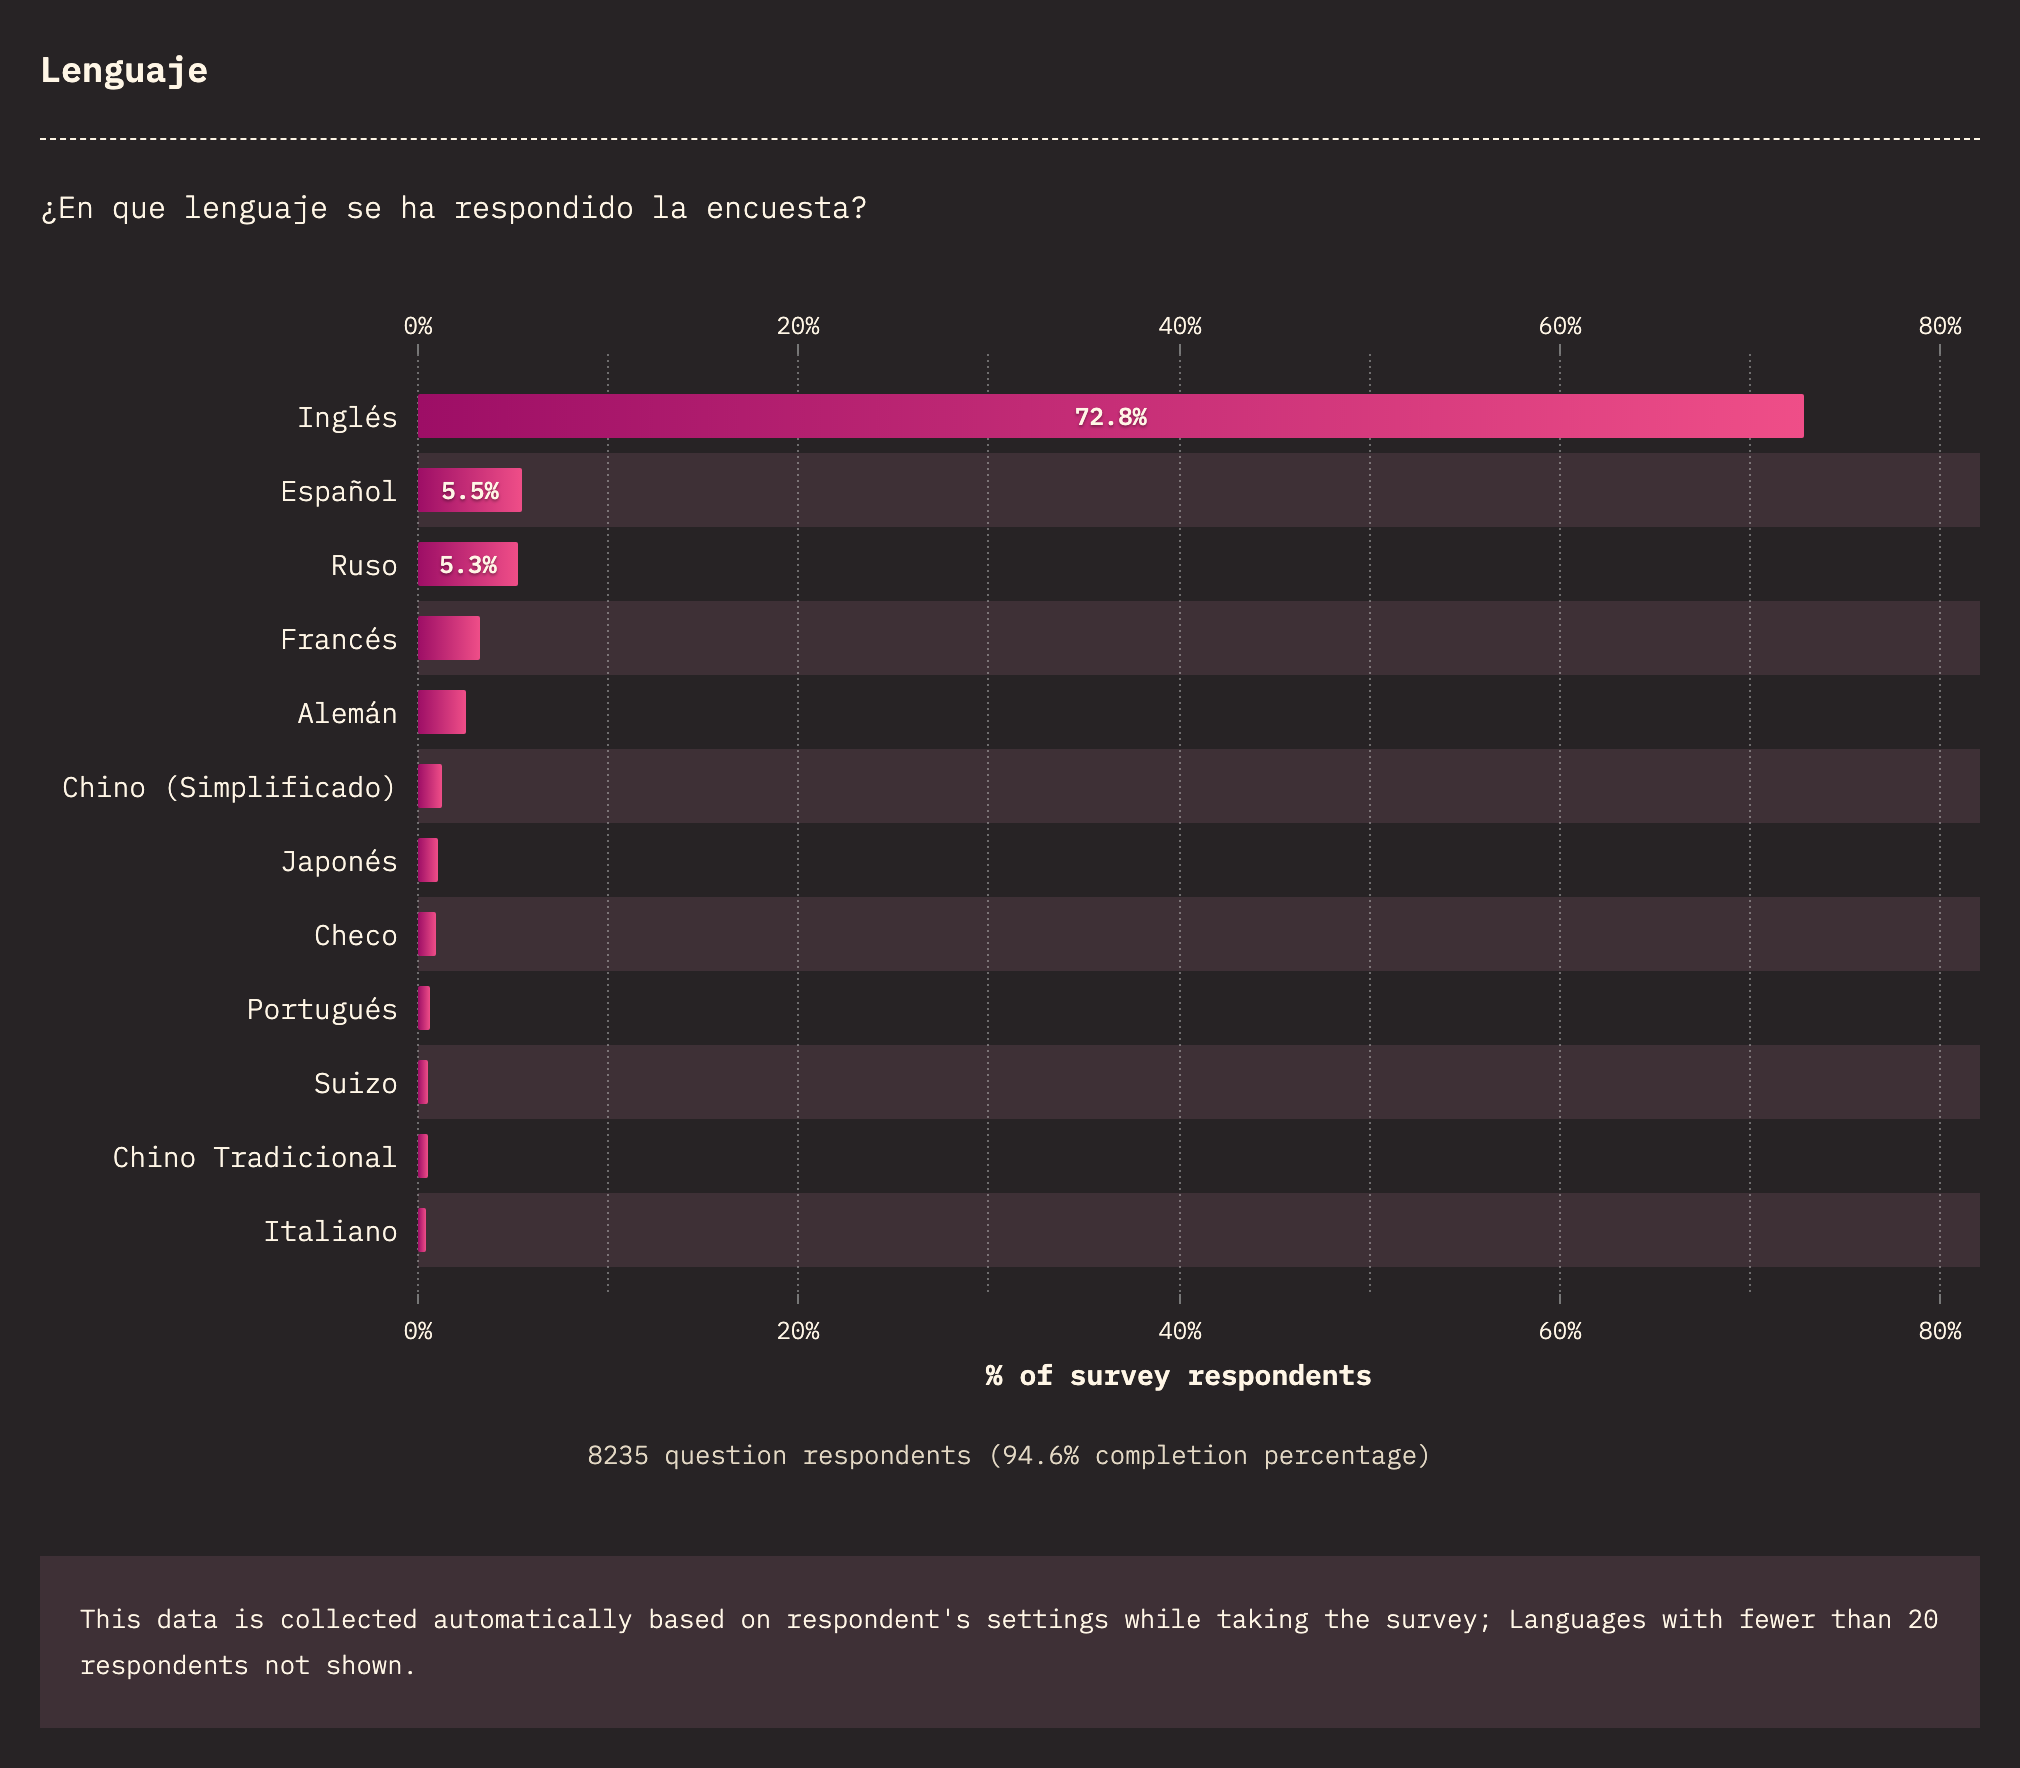 Lenguaje
¿En que lenguaje se ha respondido la encuesta?
0% 20% 40% 60% 80%
Inglés 72.8%
Español 5.5%
Ruso 5.3%
Francés
Alemán
Chino (Simplificado)
Japonés
Checo
Portugués
Suizo
Chino Tradicional
Italiano
0% 20% 40% 60% 80%
% of survey respondents
8235 question respondents (94.6% completion percentage)
This data is collected automatically based on respondent's settings while taking the survey; Languages with fewer than 20
respondents not shown.